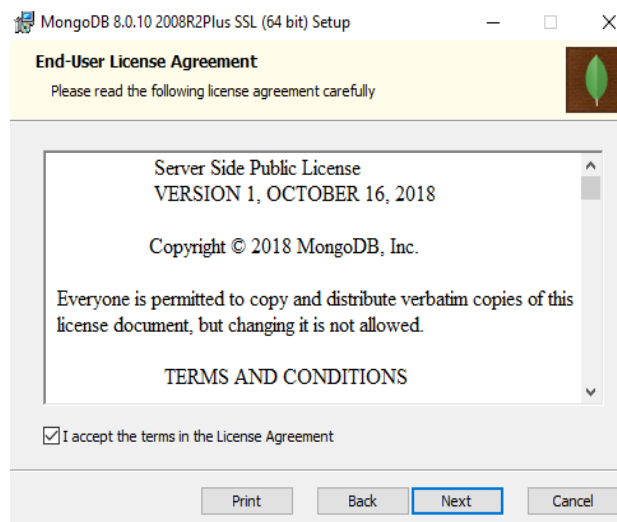 MongoDB 8.0.10 2008R2Plus SSL (64 bit) Setup
End-User License Agreement
Please read the following license agreement carefully
Server Side Public License
VERSION 1, OCTOBER 16, 2018
Copyright © 2018 MongoDB, Inc.
Everyone is permitted to copy and distribute verbatim copies of this
license document, but changing it is not allowed.
TERMS AND CONDITIONS
I accept the terms in the License Agreement
Print Back Next Cancel